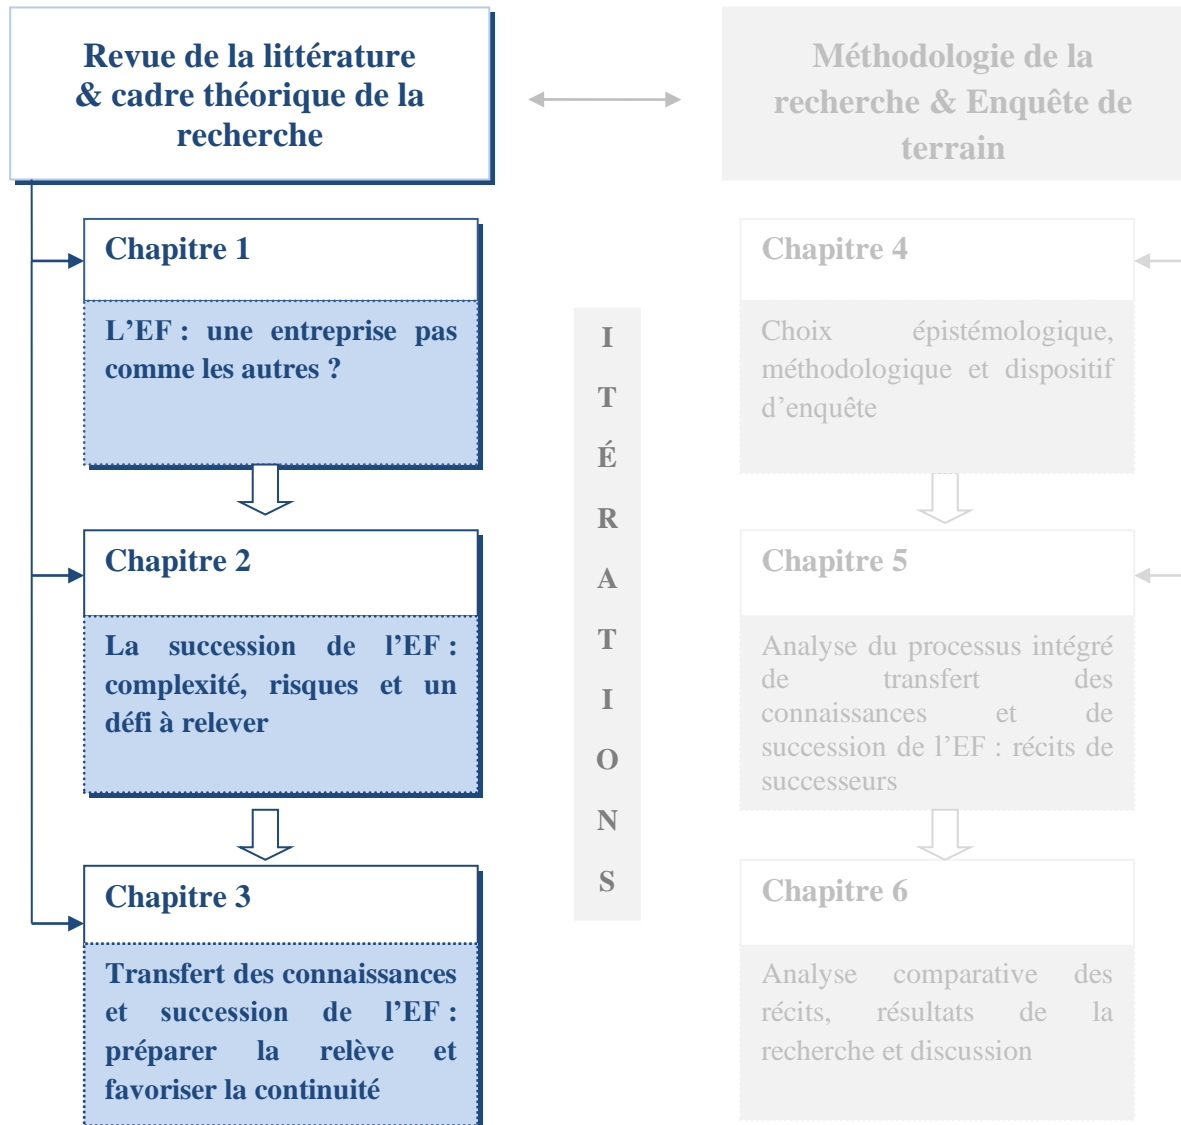 Revue de la littérature
& cadre théorique de la
recherche
Chapitre 1
L’EF : une entreprise pas
comme les autres ?
Chapitre 2
La succession de l’EF :
complexité, risques et un
défi à relever
Chapitre 3
Transfert des connaissances
et succession de l’EF :
préparer la relève et
favoriser la continuité
I
T
É
R
A
T
I
O
N
S
Méthodologie de la
recherche & Enquête de
terrain
Chapitre 4
Choix épistémologique,
méthodologique et dispositif
d’enquête
Chapitre 5
Analyse du processus intégré
de transfert des
connaissances et de
succession de l’EF : récits de
successeurs
Chapitre 6
Analyse comparative des
récits, résultats de la
recherche et discussion